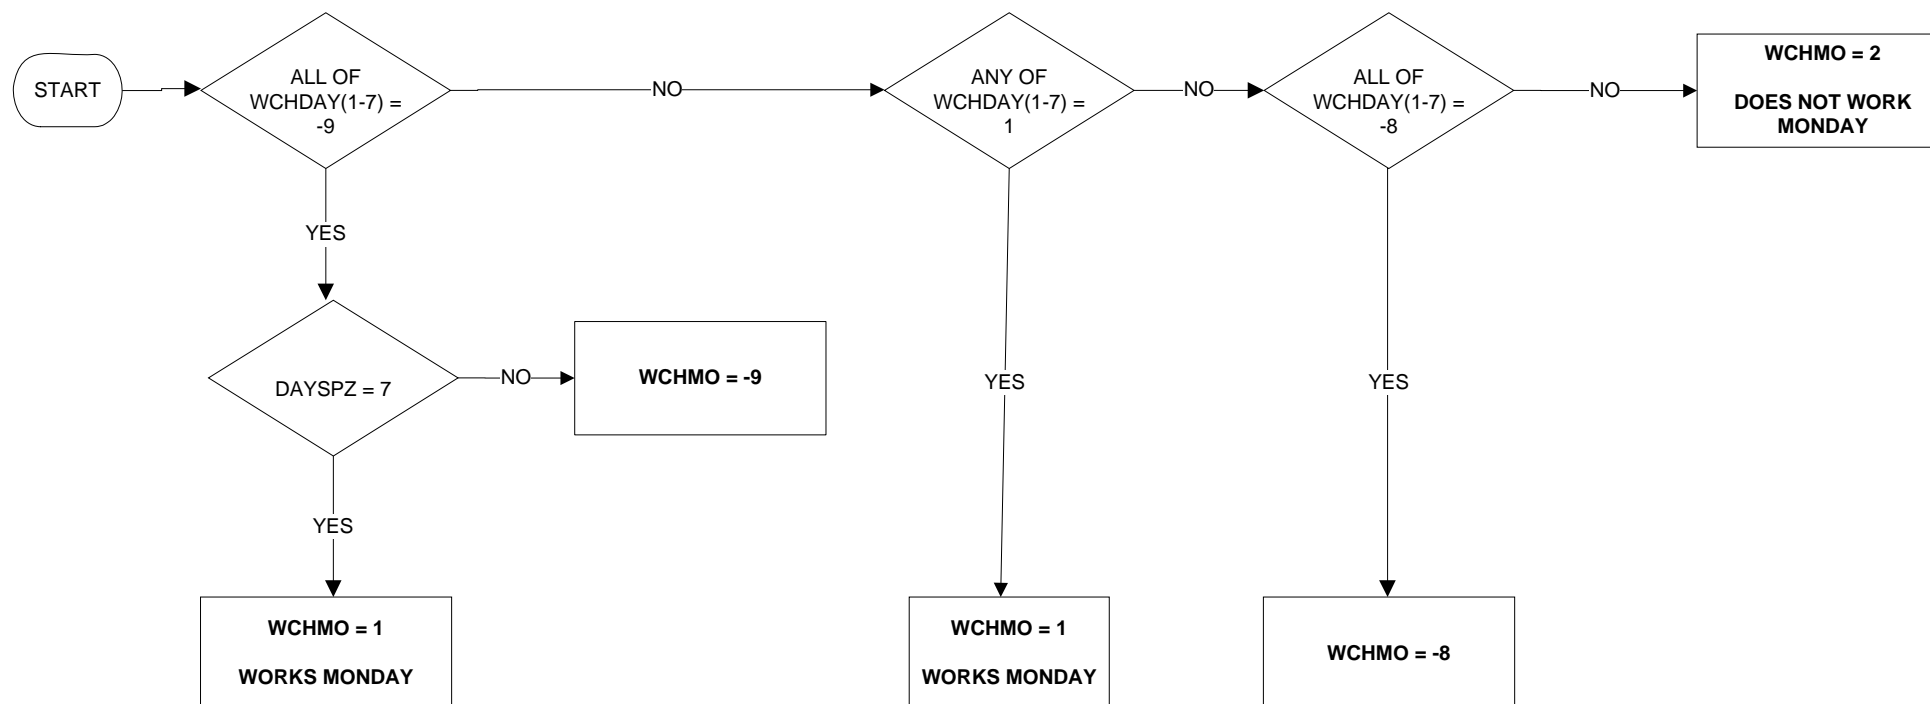 START
ALL OF
WCHDAY(1-7) =
-9
NO
ANY OF
WCHDAY(1-7) =
1
NO
ALL OF
WCHDAY(1-7) =
-8
NO
WCHMO = 2
DOES NOT WORK
MONDAY
YES
DAYSPZ = 7
NO
WCHMO = -9
YES
YES
YES
WCHMO = 1
WORKS MONDAY
WCHMO = 1
WORKS MONDAY
WCHMO = -8